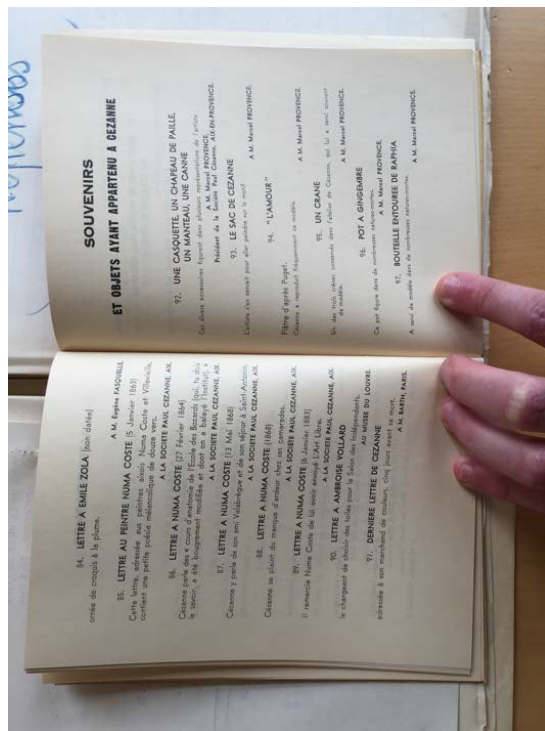 84. LETTRE A EMILE ZOLA, (non datée)
ornée de croquis à la plume.
A M. Eugène FASQUELLE.
85. LETTRE AU PEINTRE NUMA COSTE (5 Janvier 1863)
Cette lettre, adressée aux peintres aixois Numa Coste et Villevielle,
contient une petite poésie mélancolique de douze vers.
A LA SOCIETE PAUL CEZANNE, AIX.
86. LETTRE A NUMA COSTE (27 Février 1864)
Cézanne parle des « cours d'anatomie de l'Ecole des Bozards (qui, tu dois
le savoir, a été bougrement modifiée et dont on a balayé l'Institut). »
A LA SOCIETE PAUL CEZANNE, AIX.
87. LETTRE A NUMA COSTE (13 Mai 1868)
Cézanne y parle de son ami Valabrègue et de son séjour à Saint-Antonin.
A LA SOCIETE PAUL CEZANNE, AIX.
88. LETTRE A NUMA COSTE (1868)
Cézanne se plaint du manque d'ardeur chez ses camarades.
A LA SOCIETE PAUL CEZANNE, AIX.
89. LETTRE A NUMA COSTE (6 Janvier 1883)
Il remercie Numa Coste de lui avoir envoyé L'Art Libre.
A LA SOCIETE PAUL CEZANNE, AIX.
90. LETTRE A AMBROISE VOLLARD
le chargeant de choisir des toiles pour le Salon des Indépendants.
AU MUSEE DU LOUVRE.
91. DERNIERE LETTRE DE CEZANNE
adressée à son marchand de couleurs, cinq jours avant sa mort.
A M. BARTH, PARIS.
SOUVENIRS
ET OBJETS AYANT APPARTENU A CEZANNE
92. UNE CASQUETTE, UN CHAPEAU DE PAILLE,
UN MANTEAU, UNE CANNE
Ces divers accessoires figurent dans plusieurs représentations de l'artiste
A M. Marcel PROVENCE,
Président de la Société Paul Cézanne, AIX-EN-PROVENCE.
93. LE SAC DE CEZANNE
L'artiste s'en servait pour aller peindre sur le motif.
A M. Marcel PROVENCE.
94. "L'AMOUR"
Plâtre d'après Puget.
Cézanne a reproduit fréquemment ce modèle.
A M. Marcel PROVENCE.
95. UN CRANE
Un des trois crânes conservés dans l'atelier de Cézanne, qui lui a servi souvent
de modèle.
A M. Marcel PROVENCE.
96. POT A GINGEMBRE
Ce pot figure dans de nombreuses natures-mortes.
A M. Marcel PROVENCE.
97. BOUTEILLE ENTOUREE DE RAPHIA
A servi de modèle dans de nombreuses natures-mortes.
A M. Marcel PROVENCE.